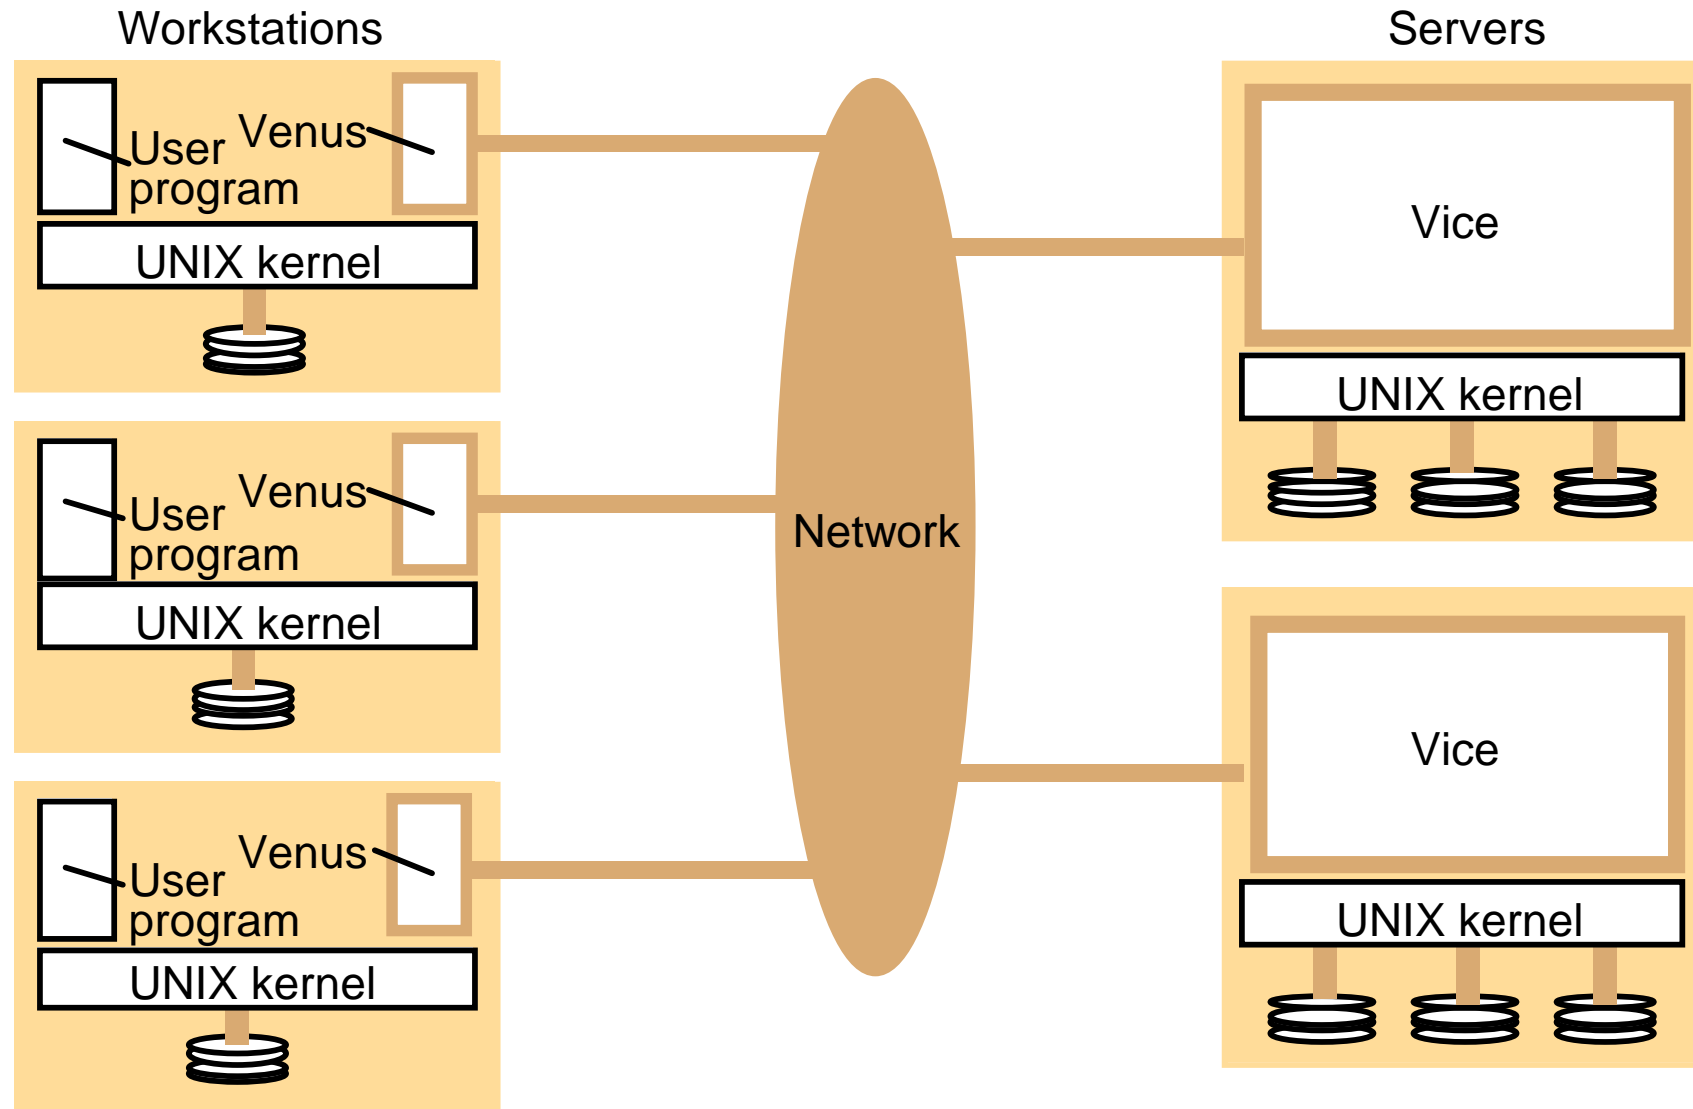 Workstations
Servers
User
program
Venus
UNIX kernel
User
program
Venus
UNIX kernel
User
program
Venus
UNIX kernel
Network
Vice
UNIX kernel
Vice
UNIX kernel